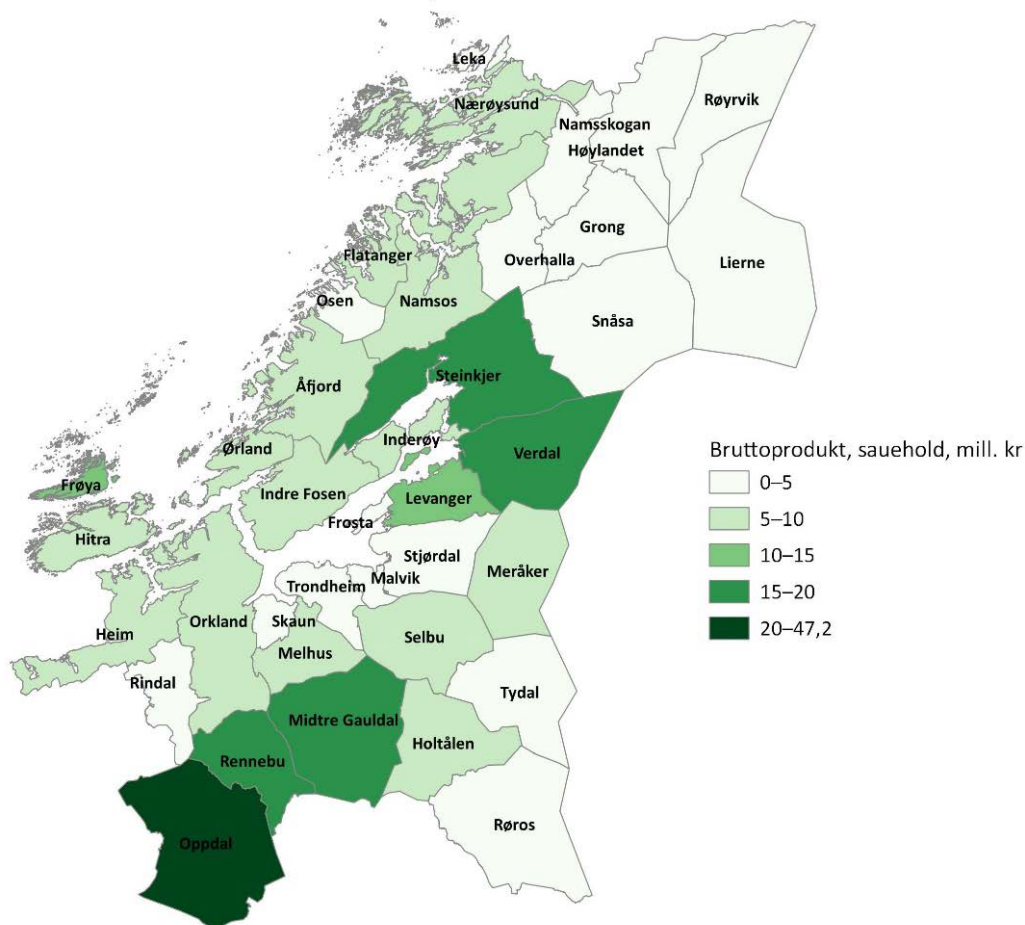 Leka
Nærøysund
Røyrvik
Namsskogan
Høylandet
Grong
Overhalla
Lierne
Flatanger
Osen
Namsos
Snåsa
Steinkjer
Åfjord
Inderøy
Ørland
Verdal
Frøya
Indre Fosen
Levanger
Frosta
Hitra
Stjørdal
Malvik
Meråker
Trondheim
Heim
Orkland
Skaun
Selbu
Melhus
Rindal
Tydal
Midtre Gauldal
Holtålen
Rennebu
Røros
Oppdal
Bruttoprodukt, sauehold, mill. kr
0–5
5–10
10–15
15–20
20–47,2